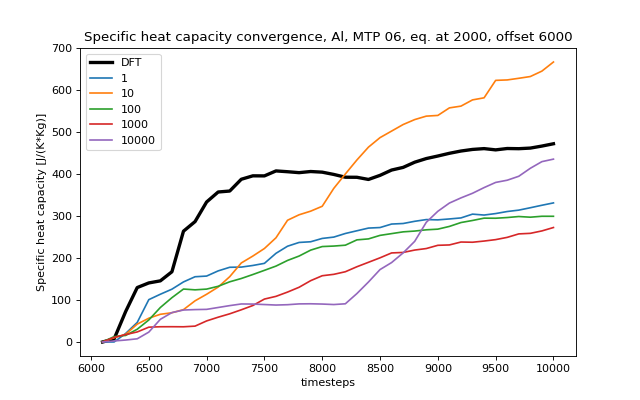 Specific heat capacity convergence, Al, MTP 06, eq. at 2000, offset 6000
Specific heat capacity [J/(K*Kg)]
700
600
500
400
300
200
100
0
DFT
1
10
100
1000
10000
6000 6500 7000 7500 8000 8500 9000 9500 10000
timesteps